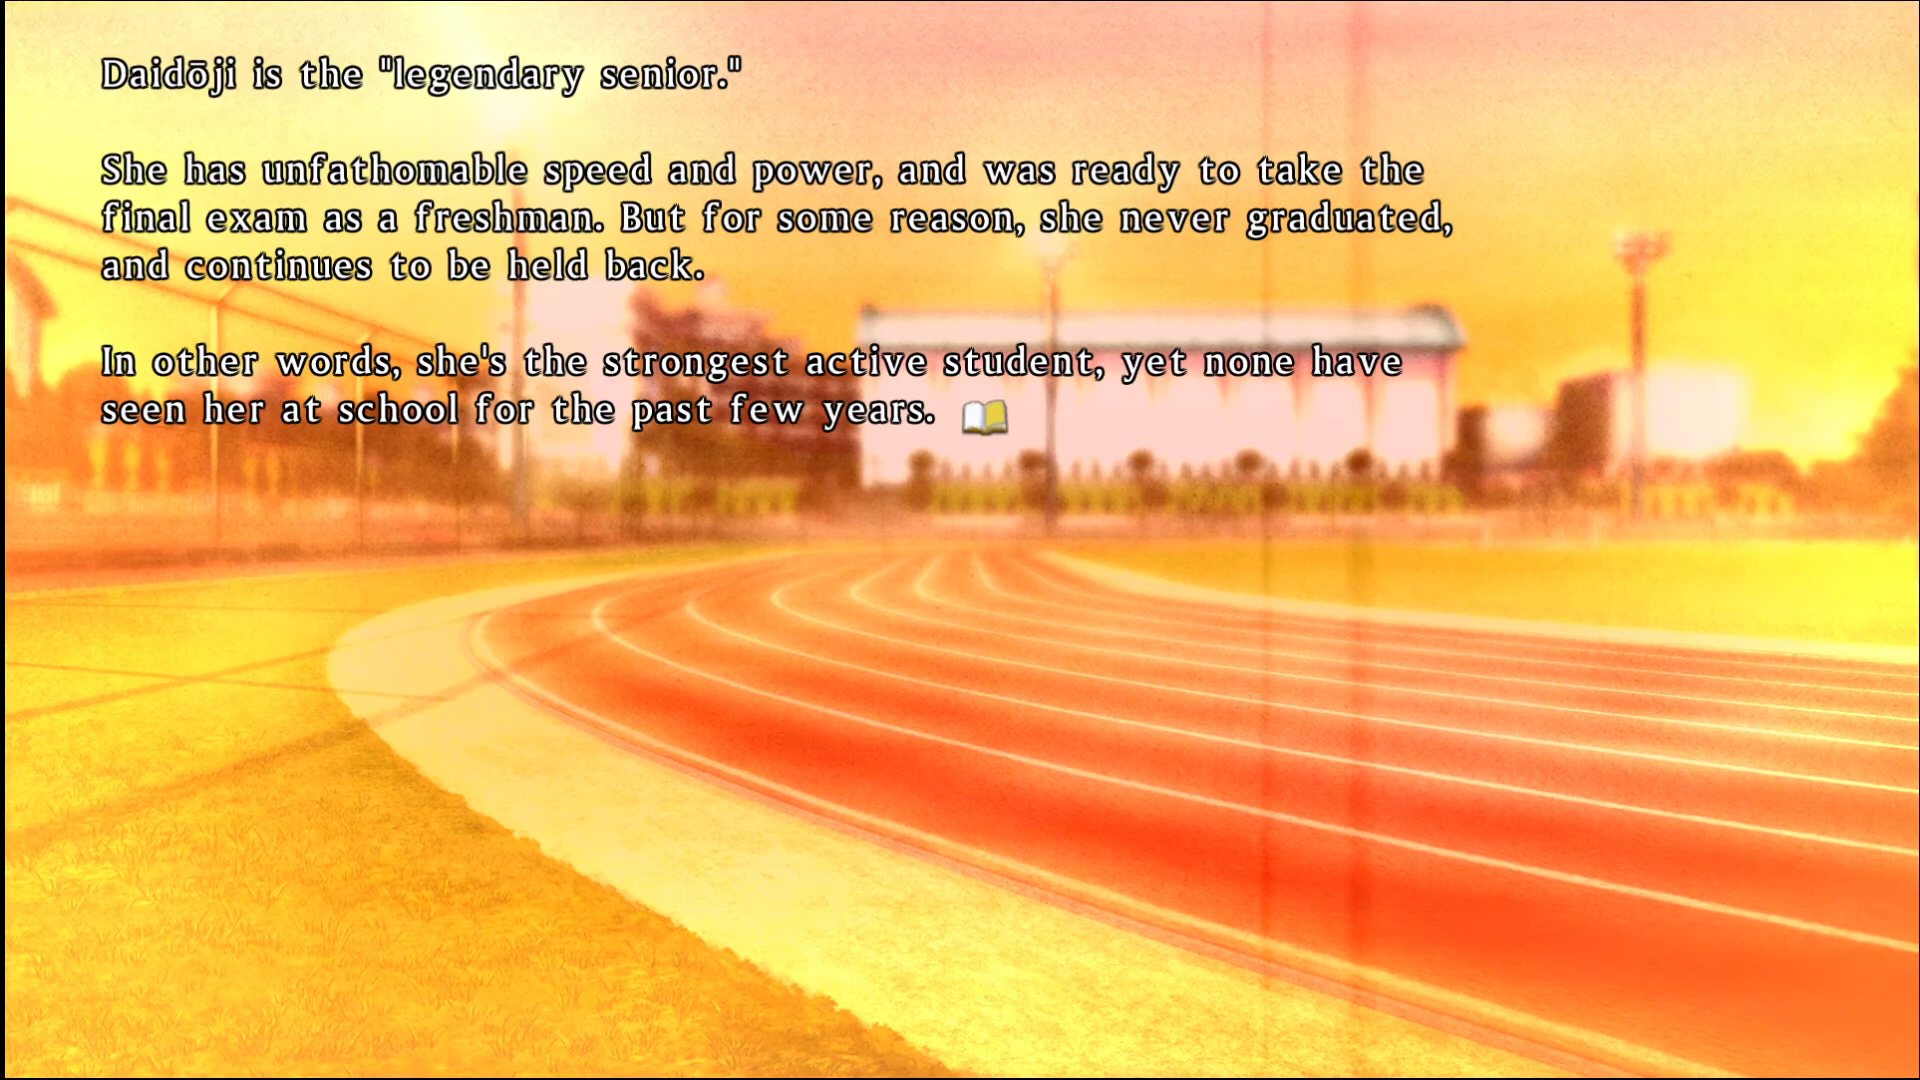 Daidōji is the "legendary senior."
She has unfathomable speed and power, and was ready to take the
final exam as a freshman. But for some reason, she never graduated,
and continues to be held back.
In other words, she's the strongest active student, yet none have
seen her at school for the past few years.